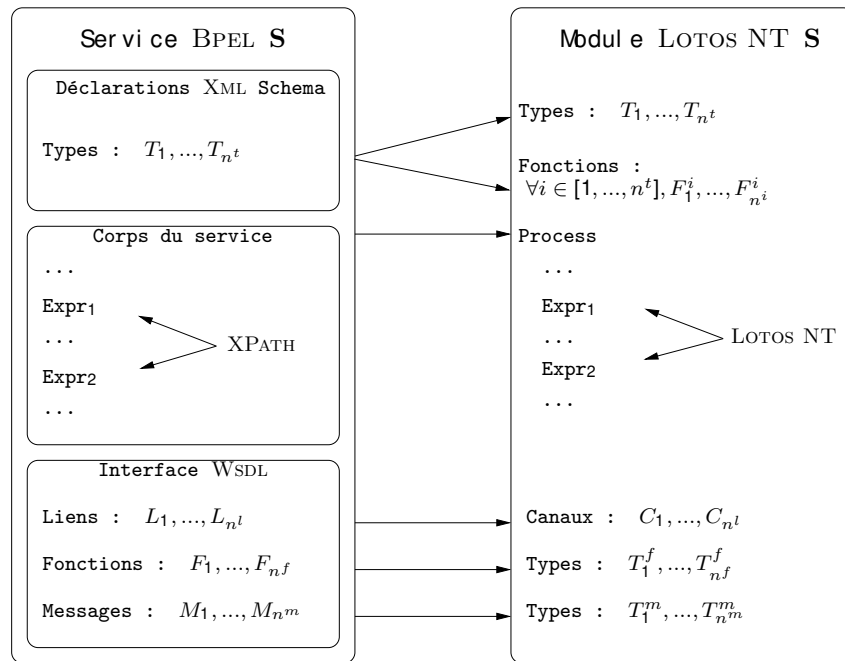 Service BPEL S
Déclarations XML Schema
Types : T₁, ..., Tₙᵗ
Corps du service
...
Expr₁
...
Expr₂
...
XPATH
Interface WSDL
Liens : L₁, ..., Lₙˡ
Fonctions : F₁, ..., Fₙᶠ
Messages : M₁, ..., Mₙᵐ
Module LOTOS NT S
Types : T₁, ..., Tₙᵗ
Fonctions :
∀i ∈ [1, ..., nᵗ], F₁ⁱ, ..., Fₙⁱⁱ
Process
...
Expr₁
...
Expr₂
...
LOTOS NT
Canaux : C₁, ..., Cₙˡ
Types : T₁ᶠ, ..., Tₙᶠᶠ
Types : T₁ᵐ, ..., Tₙᵐᵐ